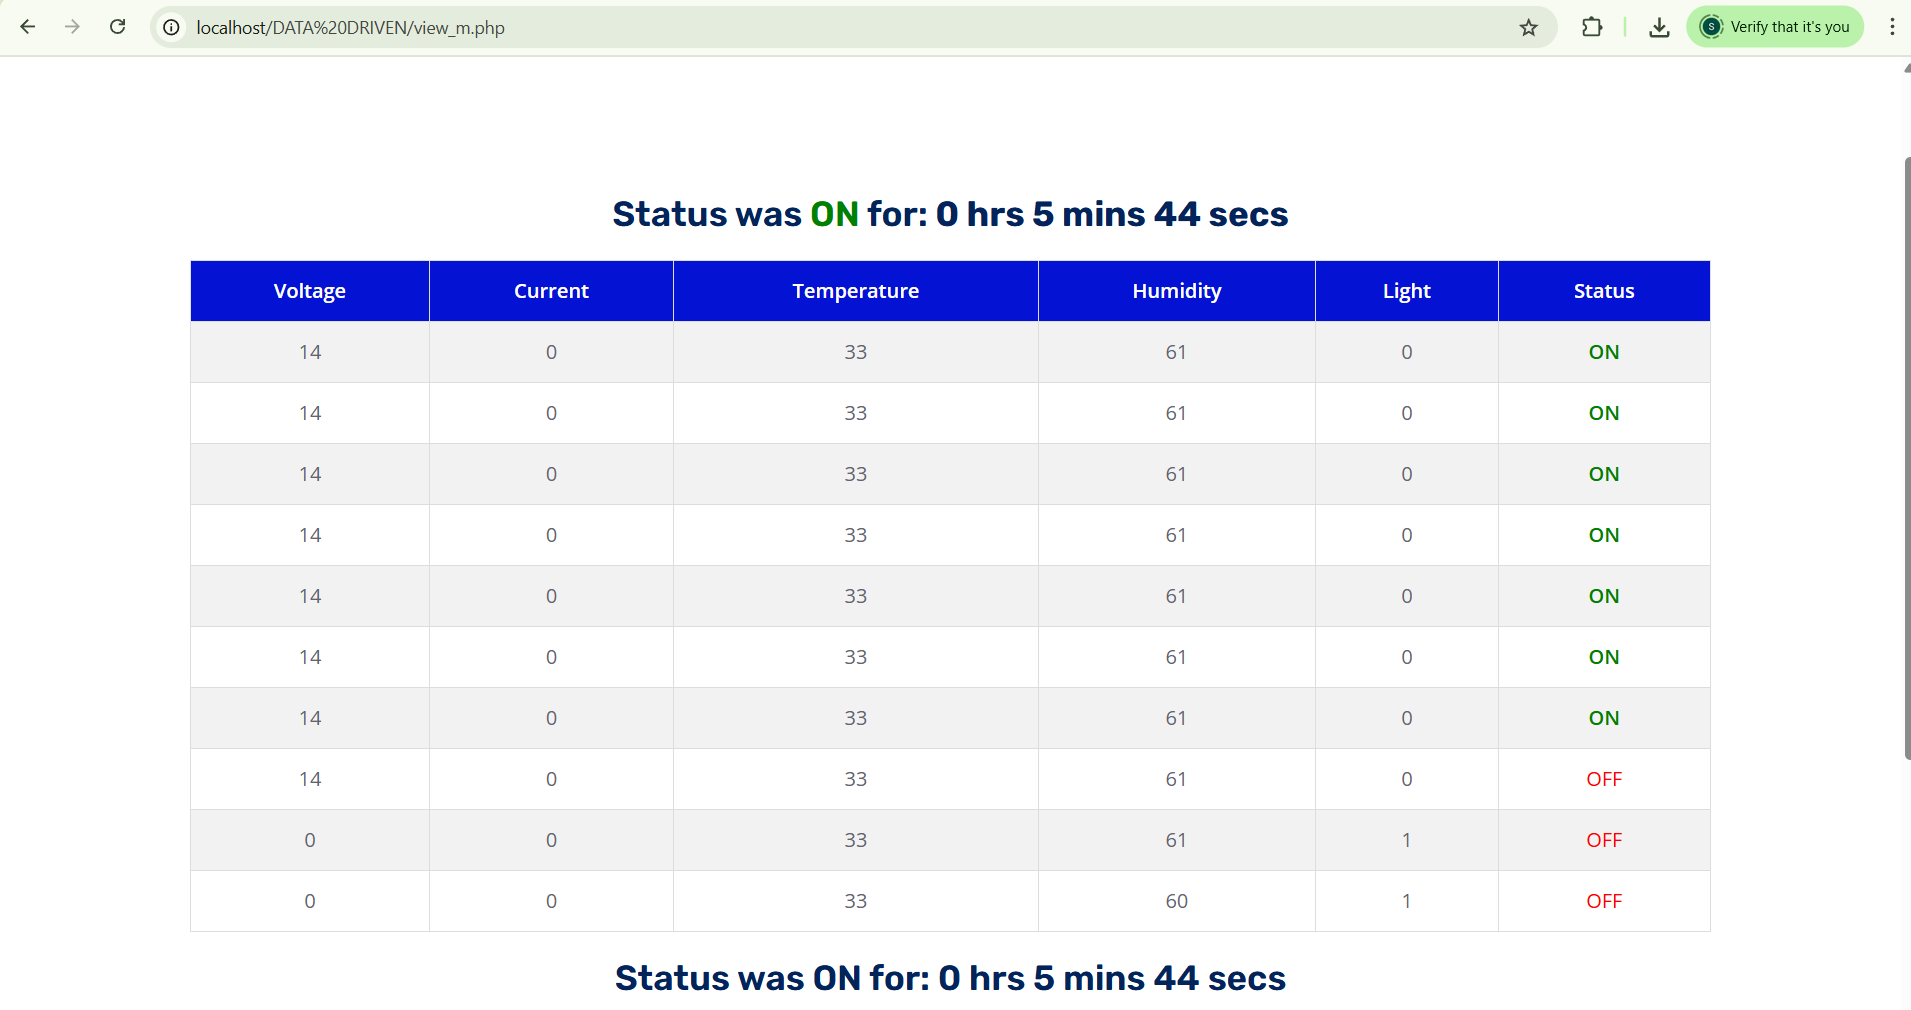 localhost/DATA%20DRIVEN/view_m.php
S Verify that it's you
Status was ON for: 0 hrs 5 mins 44 secs
Voltage Current Temperature Humidity Light Status
14 0 33 61 0 ON
14 0 33 61 0 ON
14 0 33 61 0 ON
14 0 33 61 0 ON
14 0 33 61 0 ON
14 0 33 61 0 ON
14 0 33 61 0 ON
14 0 33 61 0 OFF
0 0 33 61 1 OFF
0 0 33 60 1 OFF
Status was ON for: 0 hrs 5 mins 44 secs